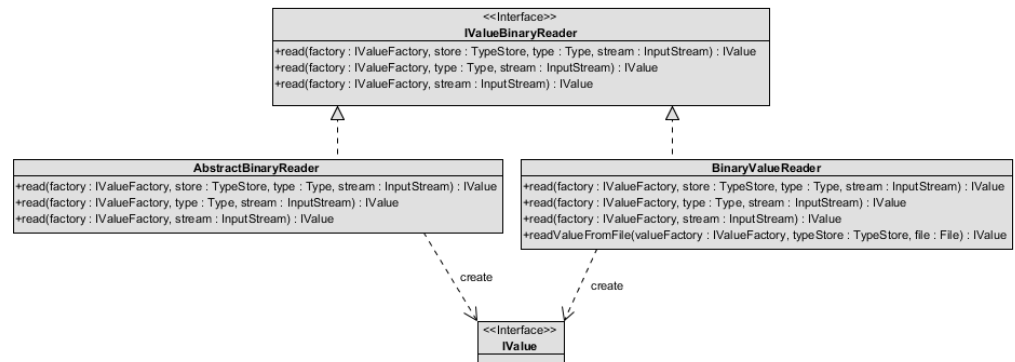 <<Interface>>
IValueBinaryReader
+read(factory : IValueFactory, store : TypeStore, type : Type, stream : InputStream) : IValue
+read(factory : IValueFactory, type : Type, stream : InputStream) : IValue
+read(factory : IValueFactory, stream : InputStream) : IValue
AbstractBinaryReader
+read(factory : IValueFactory, store : TypeStore, type : Type, stream : InputStream) : IValue
+read(factory : IValueFactory, type : Type, stream : InputStream) : IValue
+read(factory : IValueFactory, stream : InputStream) : IValue
BinaryValueReader
+read(factory : IValueFactory, store : TypeStore, type : Type, stream : InputStream) : IValue
+read(factory : IValueFactory, type : Type, stream : InputStream) : IValue
+read(factory : IValueFactory, stream : InputStream) : IValue
+readValueFromFile(valueFactory : IValueFactory, typeStore : TypeStore, file : File) : IValue
create
create
<<Interface>>
IValue